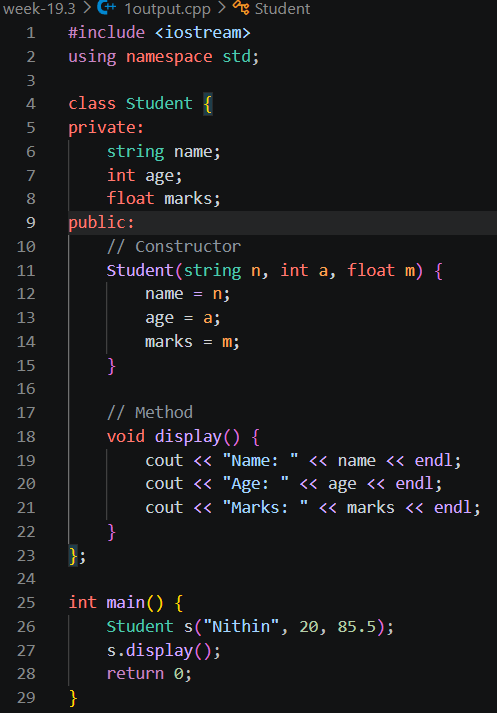 week-19.3 > 1output.cpp > Student
1 #include <iostream>
2 using namespace std;
3
4 class Student {
5 private:
6     string name;
7     int age;
8     float marks;
9 public:
10     // Constructor
11     Student(string n, int a, float m) {
12         name = n;
13         age = a;
14         marks = m;
15     }
16
17     // Method
18     void display() {
19         cout << "Name: " << name << endl;
20         cout << "Age: " << age << endl;
21         cout << "Marks: " << marks << endl;
22     }
23 };
24
25 int main() {
26     Student s("Nithin", 20, 85.5);
27     s.display();
28     return 0;
29 }